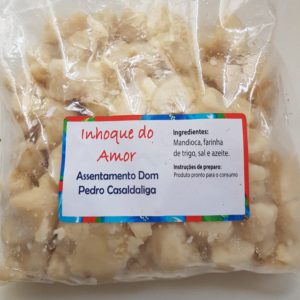 Inhoque do
Amor
Assentamento Dom
Pedro Casaldaliga
Ingredientes:
Mandioca, farinha
de trigo, sal e azeite.
Instruções de preparo:
Produto pronto para o consumo